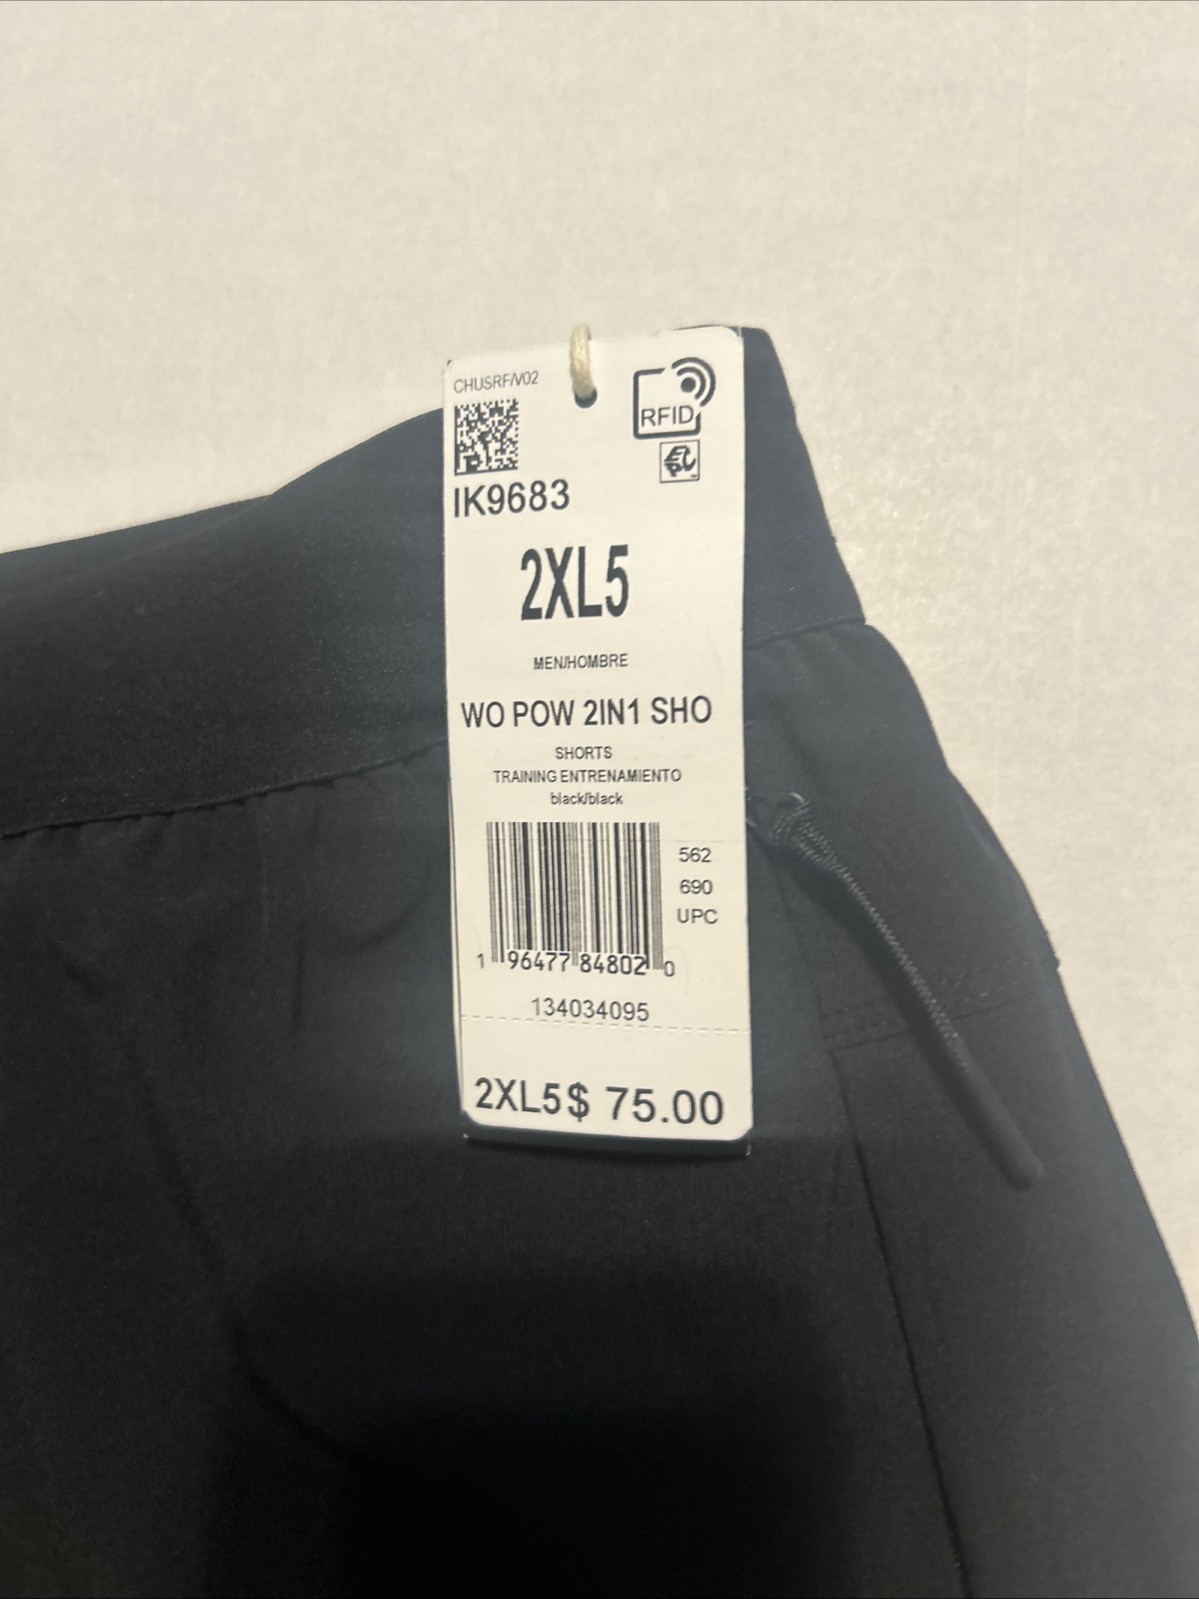 CHUSRF/V02
RFID
IK9683
2XL5
MEN/HOMBRE
WO POW 2IN1 SHO
SHORTS
TRAINING ENTRENAMIENTO
black/black
562
690
UPC
1 96477 84802 0
134034095
2XL5 $ 75.00